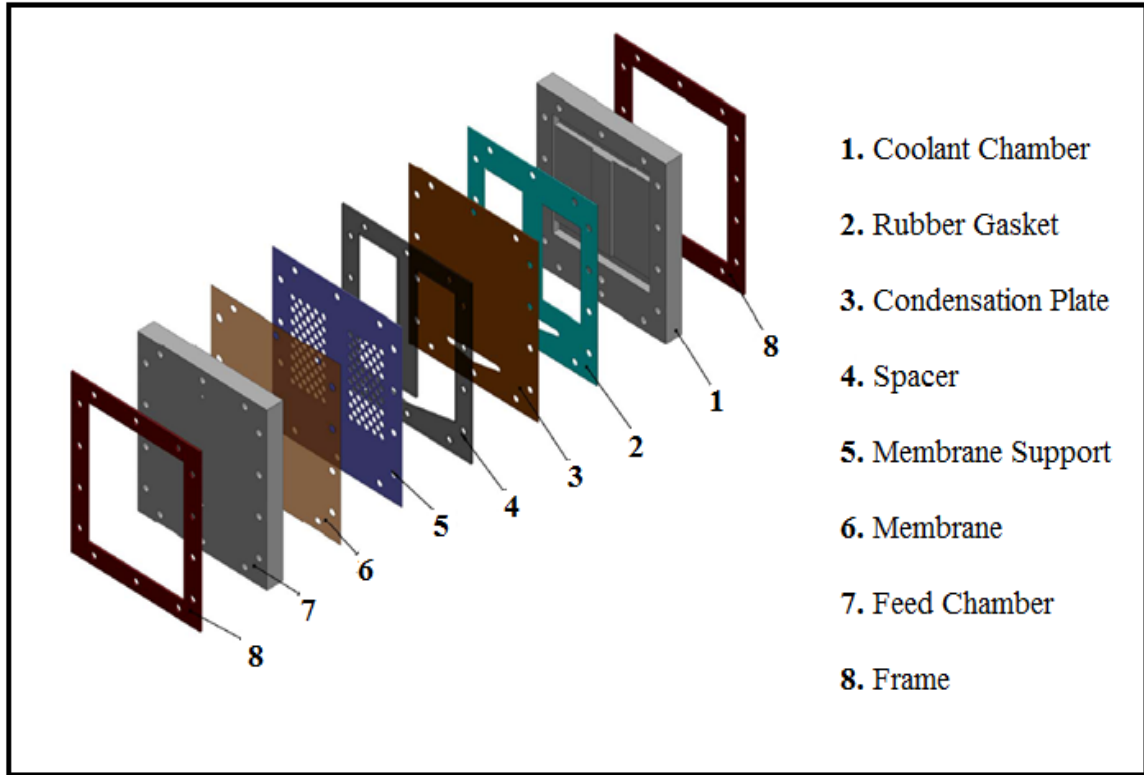 1. Coolant Chamber
2. Rubber Gasket
3. Condensation Plate
4. Spacer
5. Membrane Support
6. Membrane
7. Feed Chamber
8. Frame
8
1
2
3
4
5
6
7
8